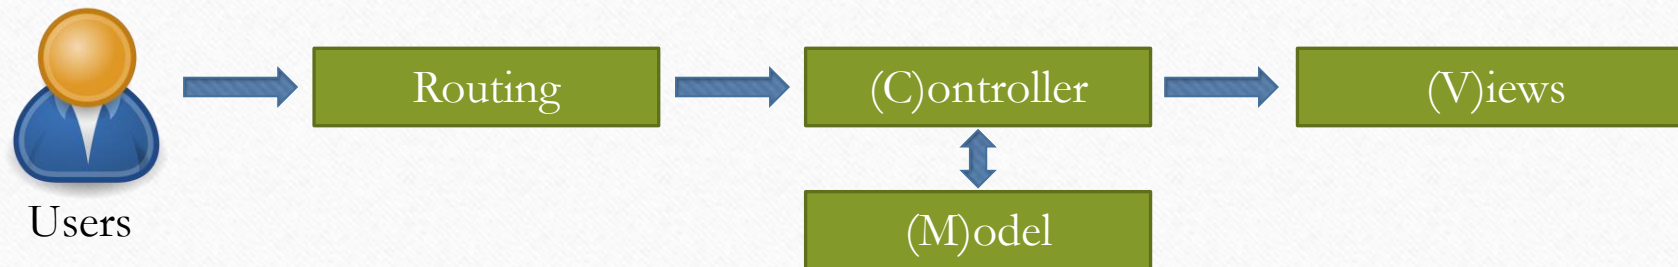 Routing
(C)ontroller
(V)iews
Users
(M)odel